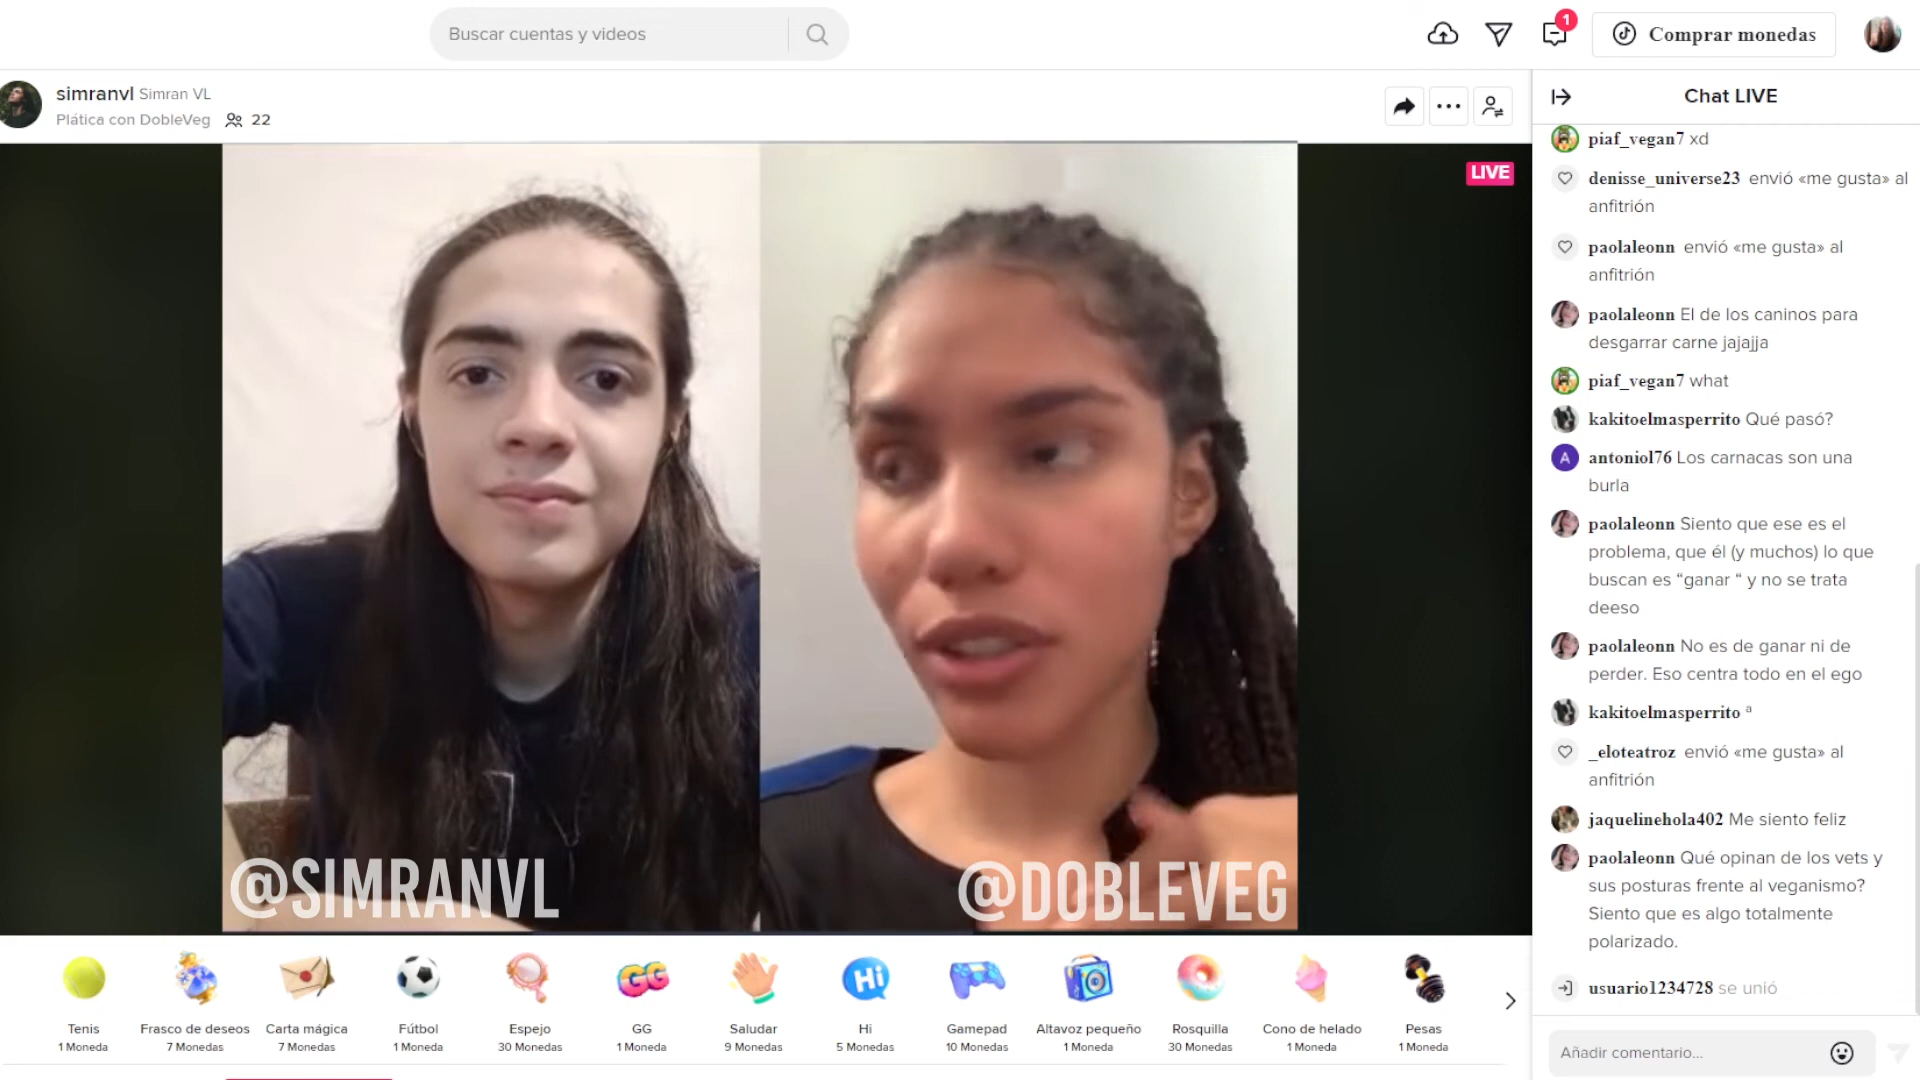 Buscar cuentas y videos
1
Comprar monedas
simranvl Simran VL
Plática con DobleVeg 22
LIVE
@SIMRANVL
@DOBLEVEG
Chat LIVE
piaf_vegan7 xd
denisse_universe23 envió «me gusta» al
anfitrión
paolaleonn envió «me gusta» al
anfitrión
paolaleonn El de los caninos para
desgarrar carne jajajja
piaf_vegan7 what
kakitoelmasperrito Qué pasó?
A
antoniol76 Los carnacas son una
burla
paolaleonn Siento que ese es el
problema, que él (y muchos) lo que
buscan es “ganar “ y no se trata
deeso
paolaleonn No es de ganar ni de
perder. Eso centra todo en el ego
kakitoelmasperrito ª
_eloteatroz envió «me gusta» al
anfitrión
jaquelinehola402 Me siento feliz
paolaleonn Qué opinan de los vets y
sus posturas frente al veganismo?
Siento que es algo totalmente
polarizado.
usuario1234728 se unió
Añadir comentario...
GG
Hi
Tenis
1 Moneda
Frasco de deseos
7 Monedas
Carta mágica
7 Monedas
Fútbol
1 Moneda
Espejo
30 Monedas
GG
1 Moneda
Saludar
9 Monedas
Hi
5 Monedas
Gamepad
10 Monedas
Altavoz pequeño
1 Moneda
Rosquilla
30 Monedas
Cono de helado
1 Moneda
Pesas
1 Moneda